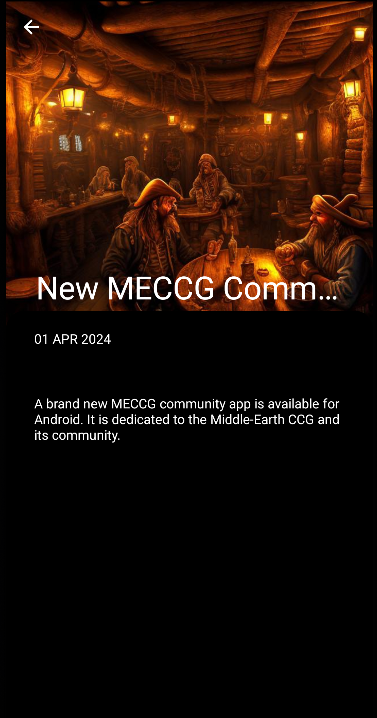 New MECCG Comm...
01 APR 2024
A brand new MECCG community app is available for
Android. It is dedicated to the Middle-Earth CCG and
its community.